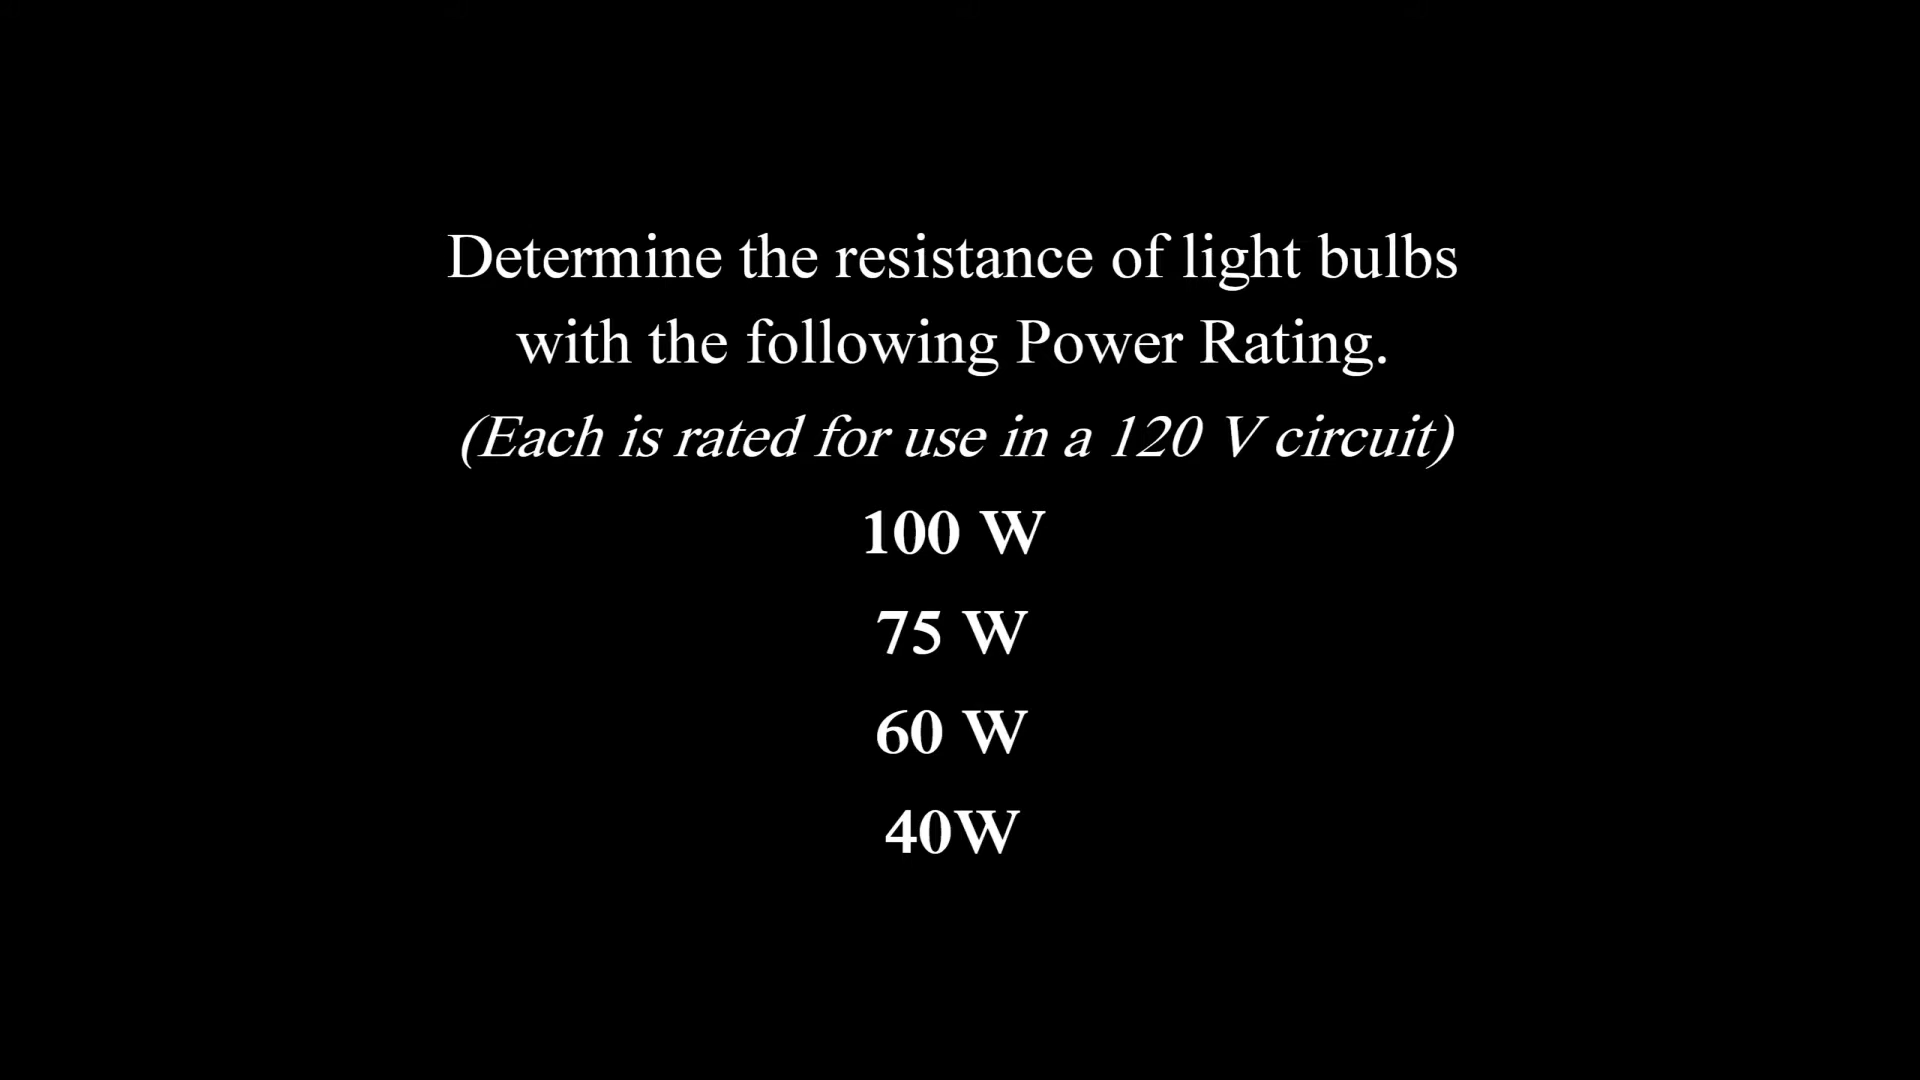 Determine the resistance of light bulbs
with the following Power Rating.
(Each is rated for use in a 120 V circuit)
100 W
75 W
60 W
40W